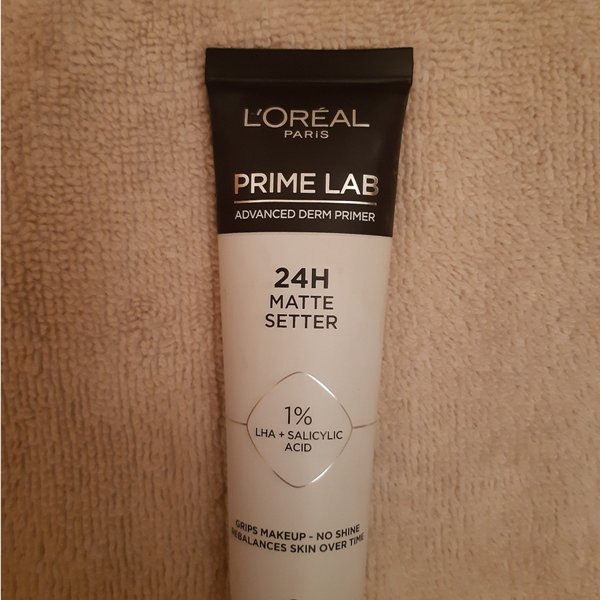 L'ORÉAL
PARIS
PRIME LAB
ADVANCED DERM PRIMER
24H
MATTE
SETTER
1%
LHA + SALICYLIC
ACID
GRIPS MAKEUP - NO SHINE
REBALANCES SKIN OVER TIME